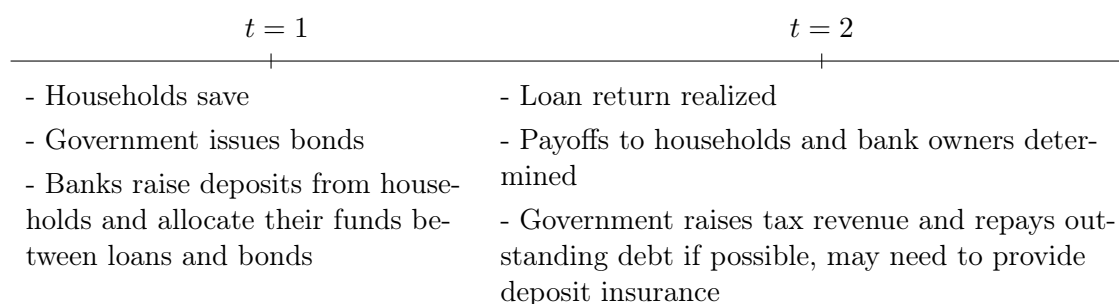 t = 1
t = 2
- Households save
- Government issues bonds
- Banks raise deposits from house-
holds and allocate their funds be-
tween loans and bonds
- Loan return realized
- Payoffs to households and bank owners deter-
mined
- Government raises tax revenue and repays out-
standing debt if possible, may need to provide
deposit insurance